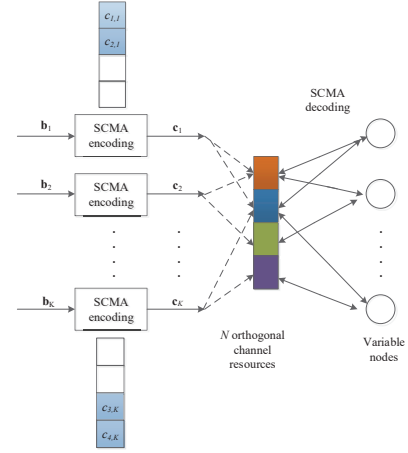 c1,1
c2,1
SCMA
decoding
b1
SCMA
encoding
c1
b2
SCMA
encoding
c2
bK
SCMA
encoding
cK
N orthogonal
channel
resources
Variable
nodes
c3,K
c4,K